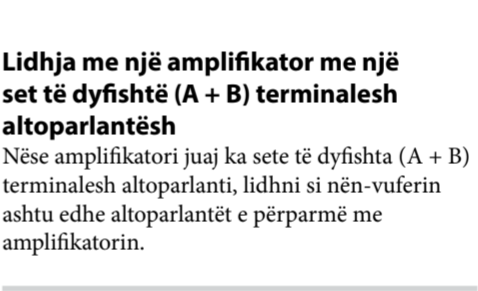 Lidhja me një amplifikator me një
set të dyfishtë (A + B) terminalesh
altoparlantësh
Nëse amplifikatori juaj ka sete të dyfishta (A + B)
terminalesh altoparlanti, lidhni si nën-vuferin
ashtu edhe altoparlantët e përparmë me
amplifikatorin.